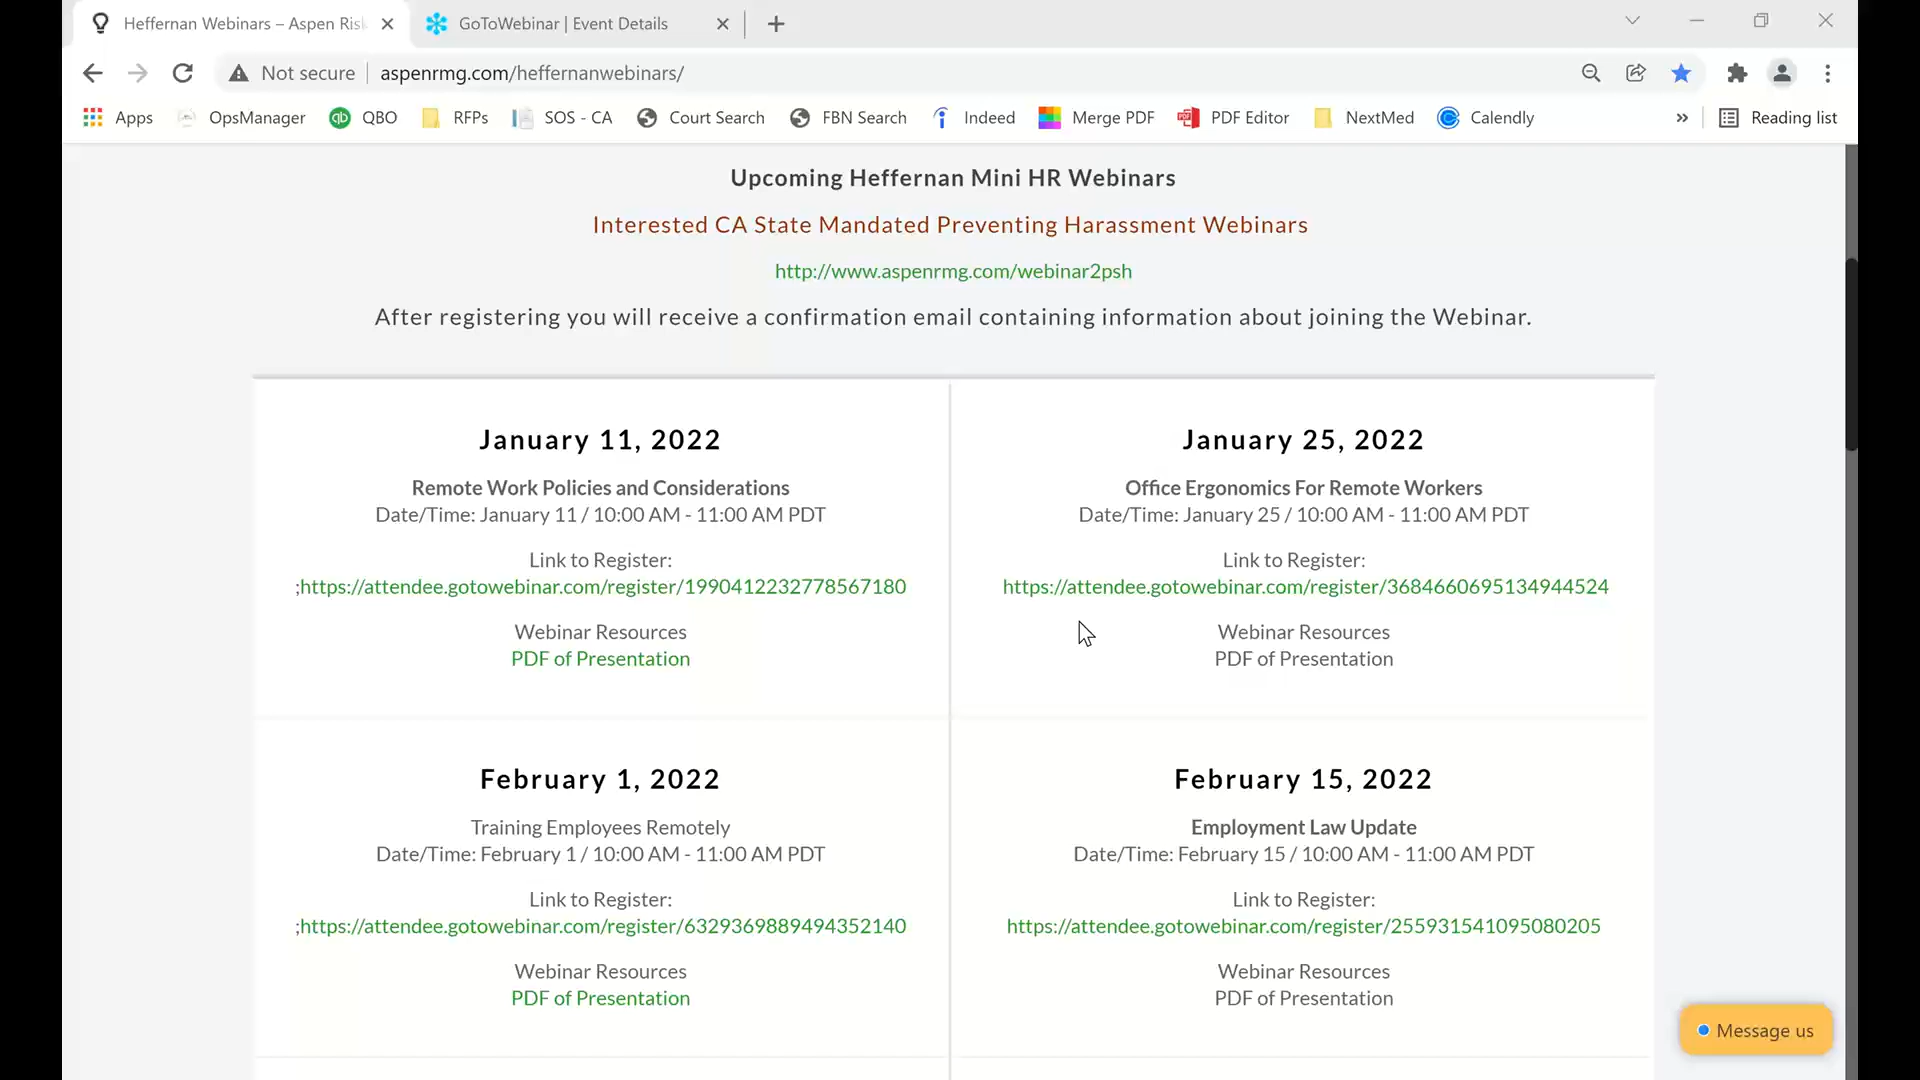 Heffernan Webinars – Aspen Risk
GoToWebinar | Event Details
Not secure
aspenrmg.com/heffernanwebinars/
Apps
OpsManager
QBO
RFPs
SOS - CA
Court Search
FBN Search
Indeed
Merge PDF
PDF Editor
NextMed
Calendly
»
Reading list
Upcoming Heffernan Mini HR Webinars
Interested CA State Mandated Preventing Harassment Webinars
http://www.aspenrmg.com/webinar2psh
After registering you will receive a confirmation email containing information about joining the Webinar.
January 11, 2022
Remote Work Policies and Considerations
Date/Time: January 11 / 10:00 AM - 11:00 AM PDT
Link to Register:
;https://attendee.gotowebinar.com/register/1990412232778567180
Webinar Resources
PDF of Presentation
January 25, 2022
Office Ergonomics For Remote Workers
Date/Time: January 25 / 10:00 AM - 11:00 AM PDT
Link to Register:
https://attendee.gotowebinar.com/register/3684660695134944524
Webinar Resources
PDF of Presentation
February 1, 2022
Training Employees Remotely
Date/Time: February 1 / 10:00 AM - 11:00 AM PDT
Link to Register:
;https://attendee.gotowebinar.com/register/6329369889494352140
Webinar Resources
PDF of Presentation
February 15, 2022
Employment Law Update
Date/Time: February 15 / 10:00 AM - 11:00 AM PDT
Link to Register:
https://attendee.gotowebinar.com/register/255931541095080205
Webinar Resources
PDF of Presentation
Message us